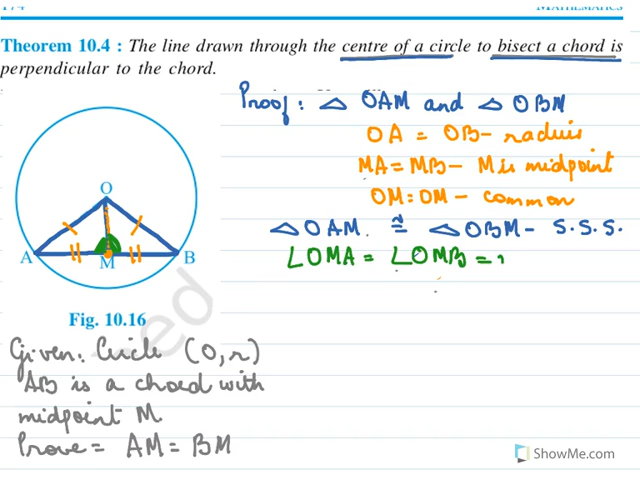 Theorem 10.4 : The line drawn through the centre of a circle to bisect a chord is
perpendicular to the chord.
Proof: △ OAM and △ OBM
OA = OB - radius
MA = MB - M is midpoint
OM = OM - common
△OAM ≅ △OBM - S.S.S.
∠OMA = ∠OMB =
O
A
M
B
Fig. 10.16
Given: Circle (O, r)
AB is a chord with
midpoint M
Prove = AM = BM
ShowMe.com